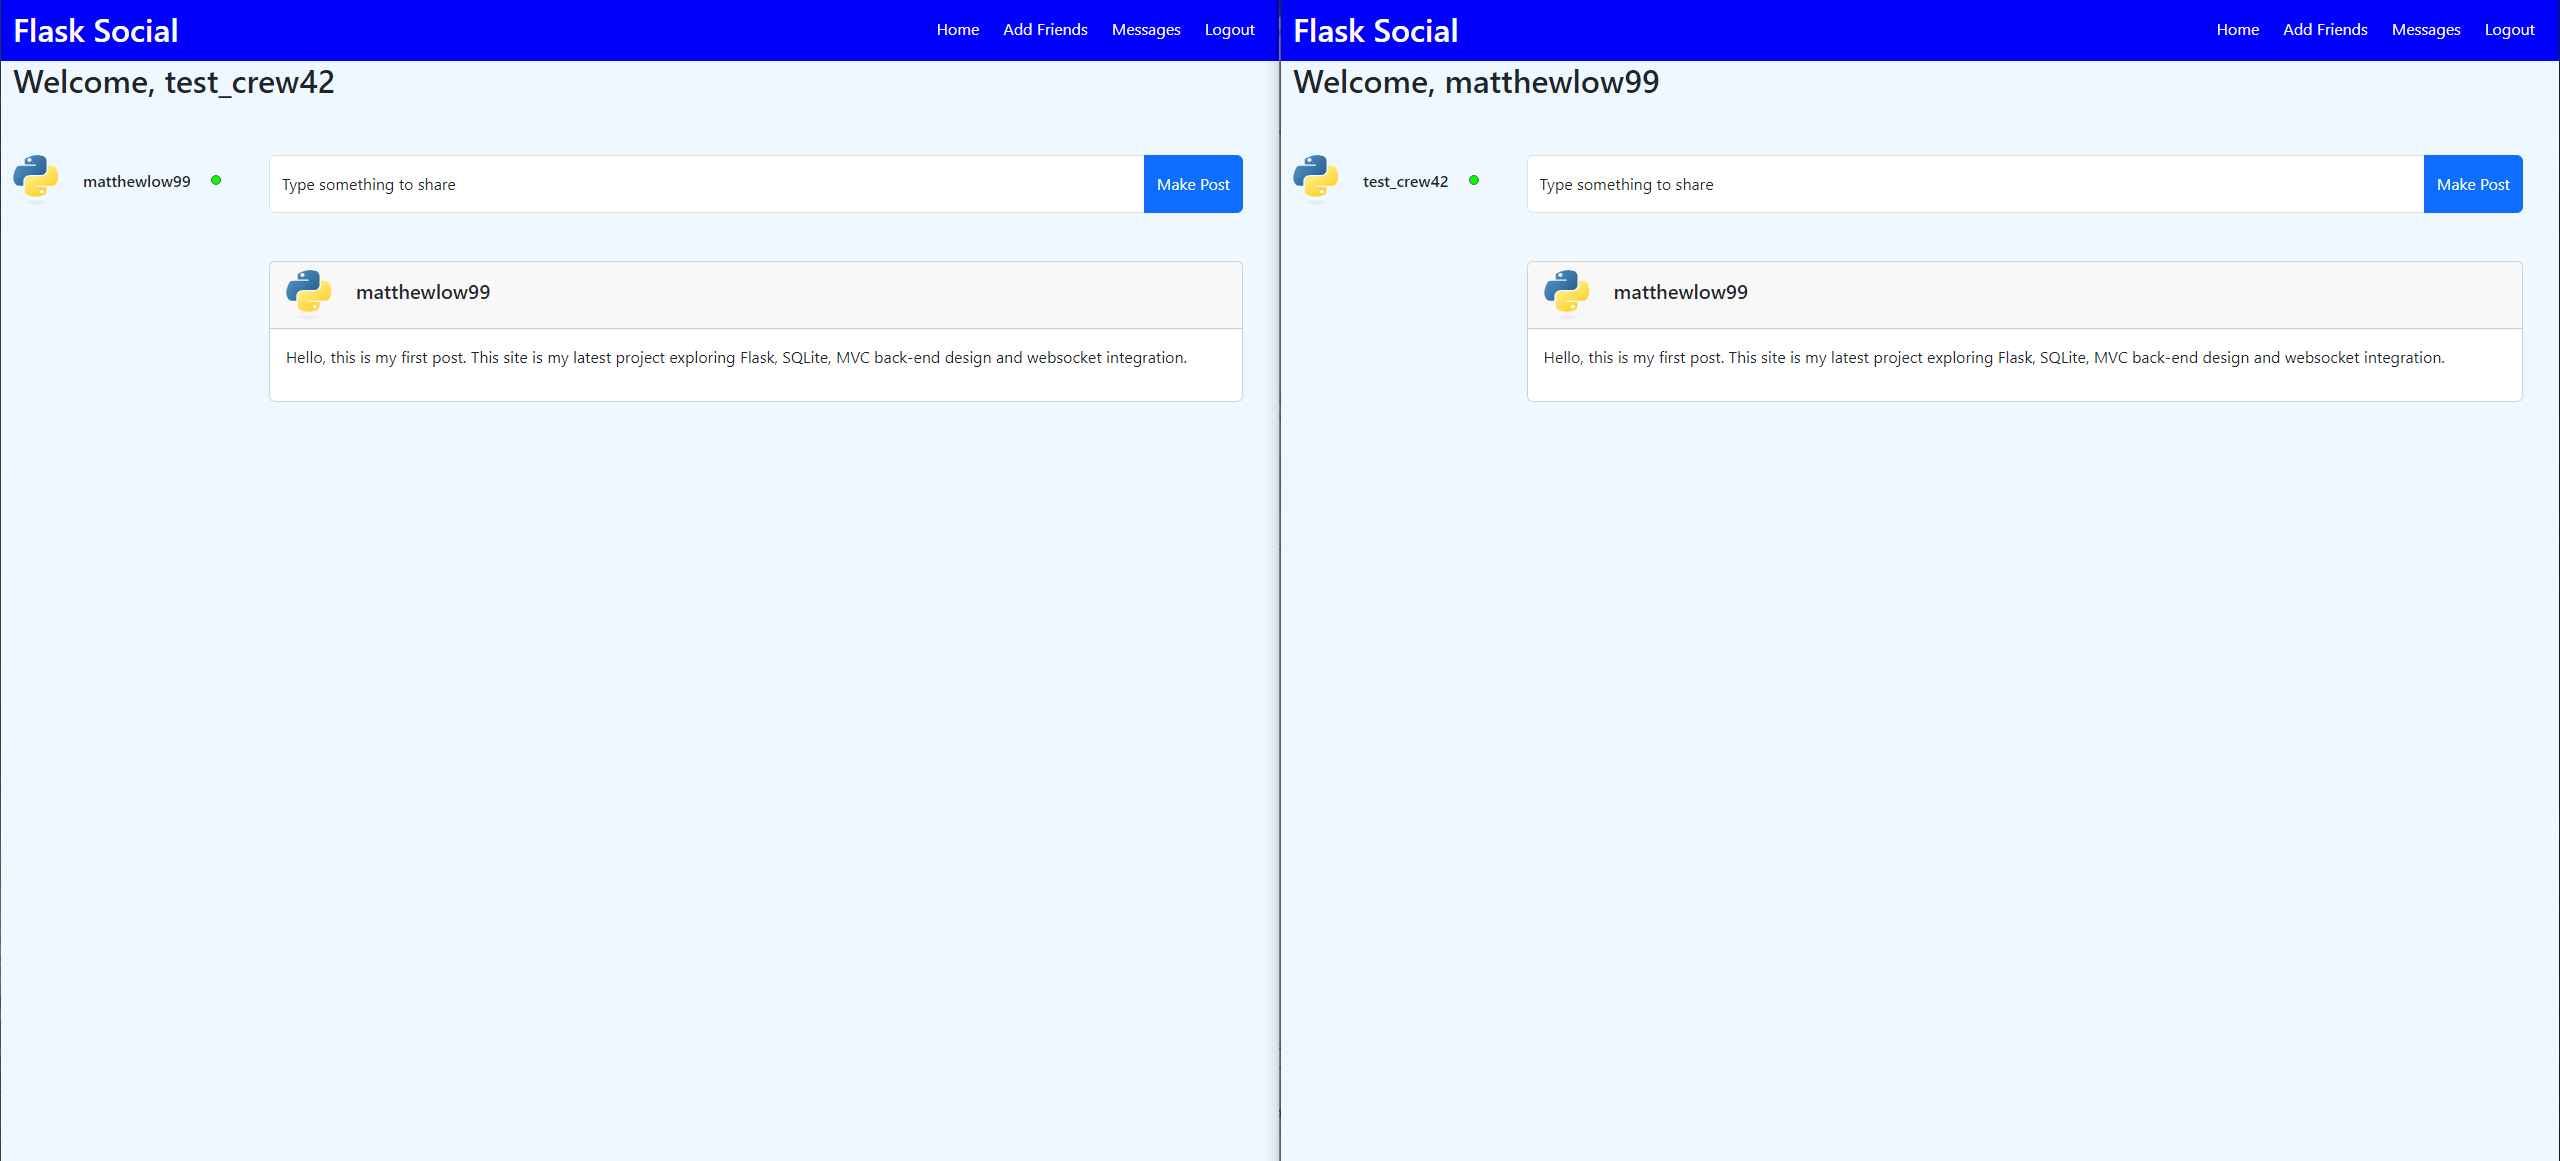 Flask Social
Home Add Friends Messages Logout
Welcome, test_crew42
matthewlow99
Type something to share
Make Post
matthewlow99
Hello, this is my first post. This site is my latest project exploring Flask, SQLite, MVC back-end design and websocket integration.
Flask Social
Home Add Friends Messages Logout
Welcome, matthewlow99
test_crew42
Type something to share
Make Post
matthewlow99
Hello, this is my first post. This site is my latest project exploring Flask, SQLite, MVC back-end design and websocket integration.